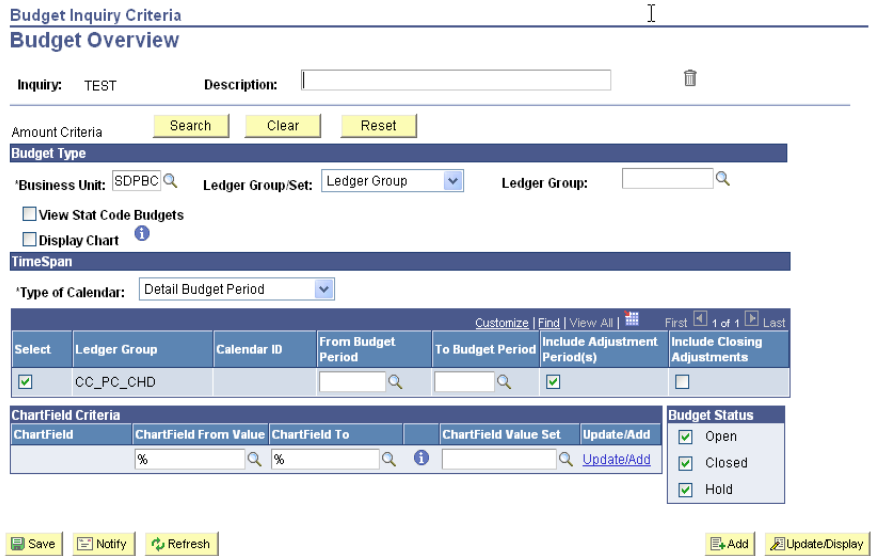 Budget Inquiry Criteria
Budget Overview
Inquiry: TEST Description:
Amount Criteria Search Clear Reset
Budget Type
*Business Unit: SDPBC Ledger Group/Set: Ledger Group Ledger Group:
View Stat Code Budgets
Display Chart
TimeSpan
*Type of Calendar: Detail Budget Period
Customize | Find | View All | First 1 of 1 Last
Select Ledger Group Calendar ID From Budget Period To Budget Period Include Adjustment Period(s) Include Closing Adjustments
CC_PC_CHD
ChartField Criteria Budget Status
ChartField ChartField From Value ChartField To ChartField Value Set Update/Add
% % Update/Add
Open
Closed
Hold
Save Notify Refresh Add Update/Display